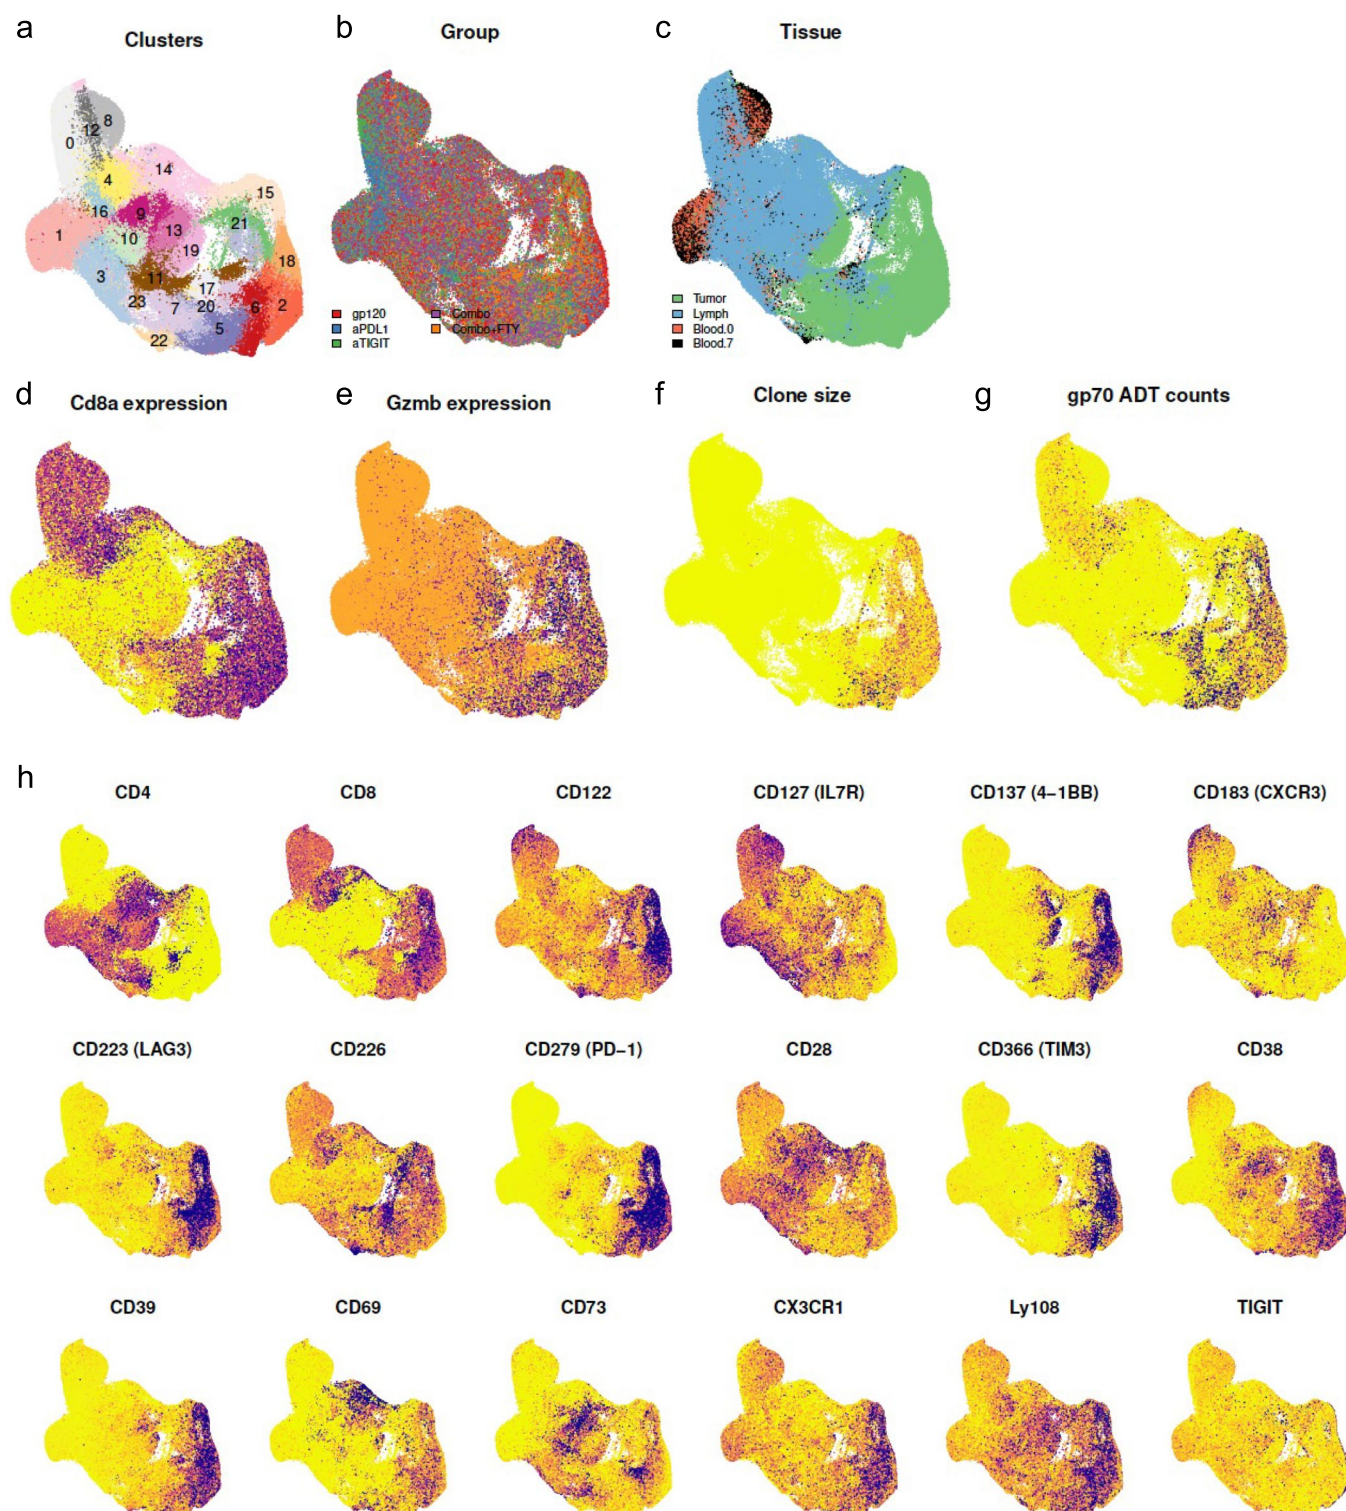 a
Clusters
b
Group
c
Tissue
8
12
0
14
4
15
16
9
21
1
13
10
19
18
3
11
17
23
7
20
6
2
5
22
gp120
aPDL1
aTIGIT
Combo
Combo+FTY
Tumor
Lymph
Blood.0
Blood.7
d
Cd8a expression
e
Gzmb expression
f
Clone size
g
gp70 ADT counts
h
CD4
CD8
CD122
CD127 (IL7R)
CD137 (4−1BB)
CD183 (CXCR3)
CD223 (LAG3)
CD226
CD279 (PD−1)
CD28
CD366 (TIM3)
CD38
CD39
CD69
CD73
CX3CR1
Ly108
TIGIT